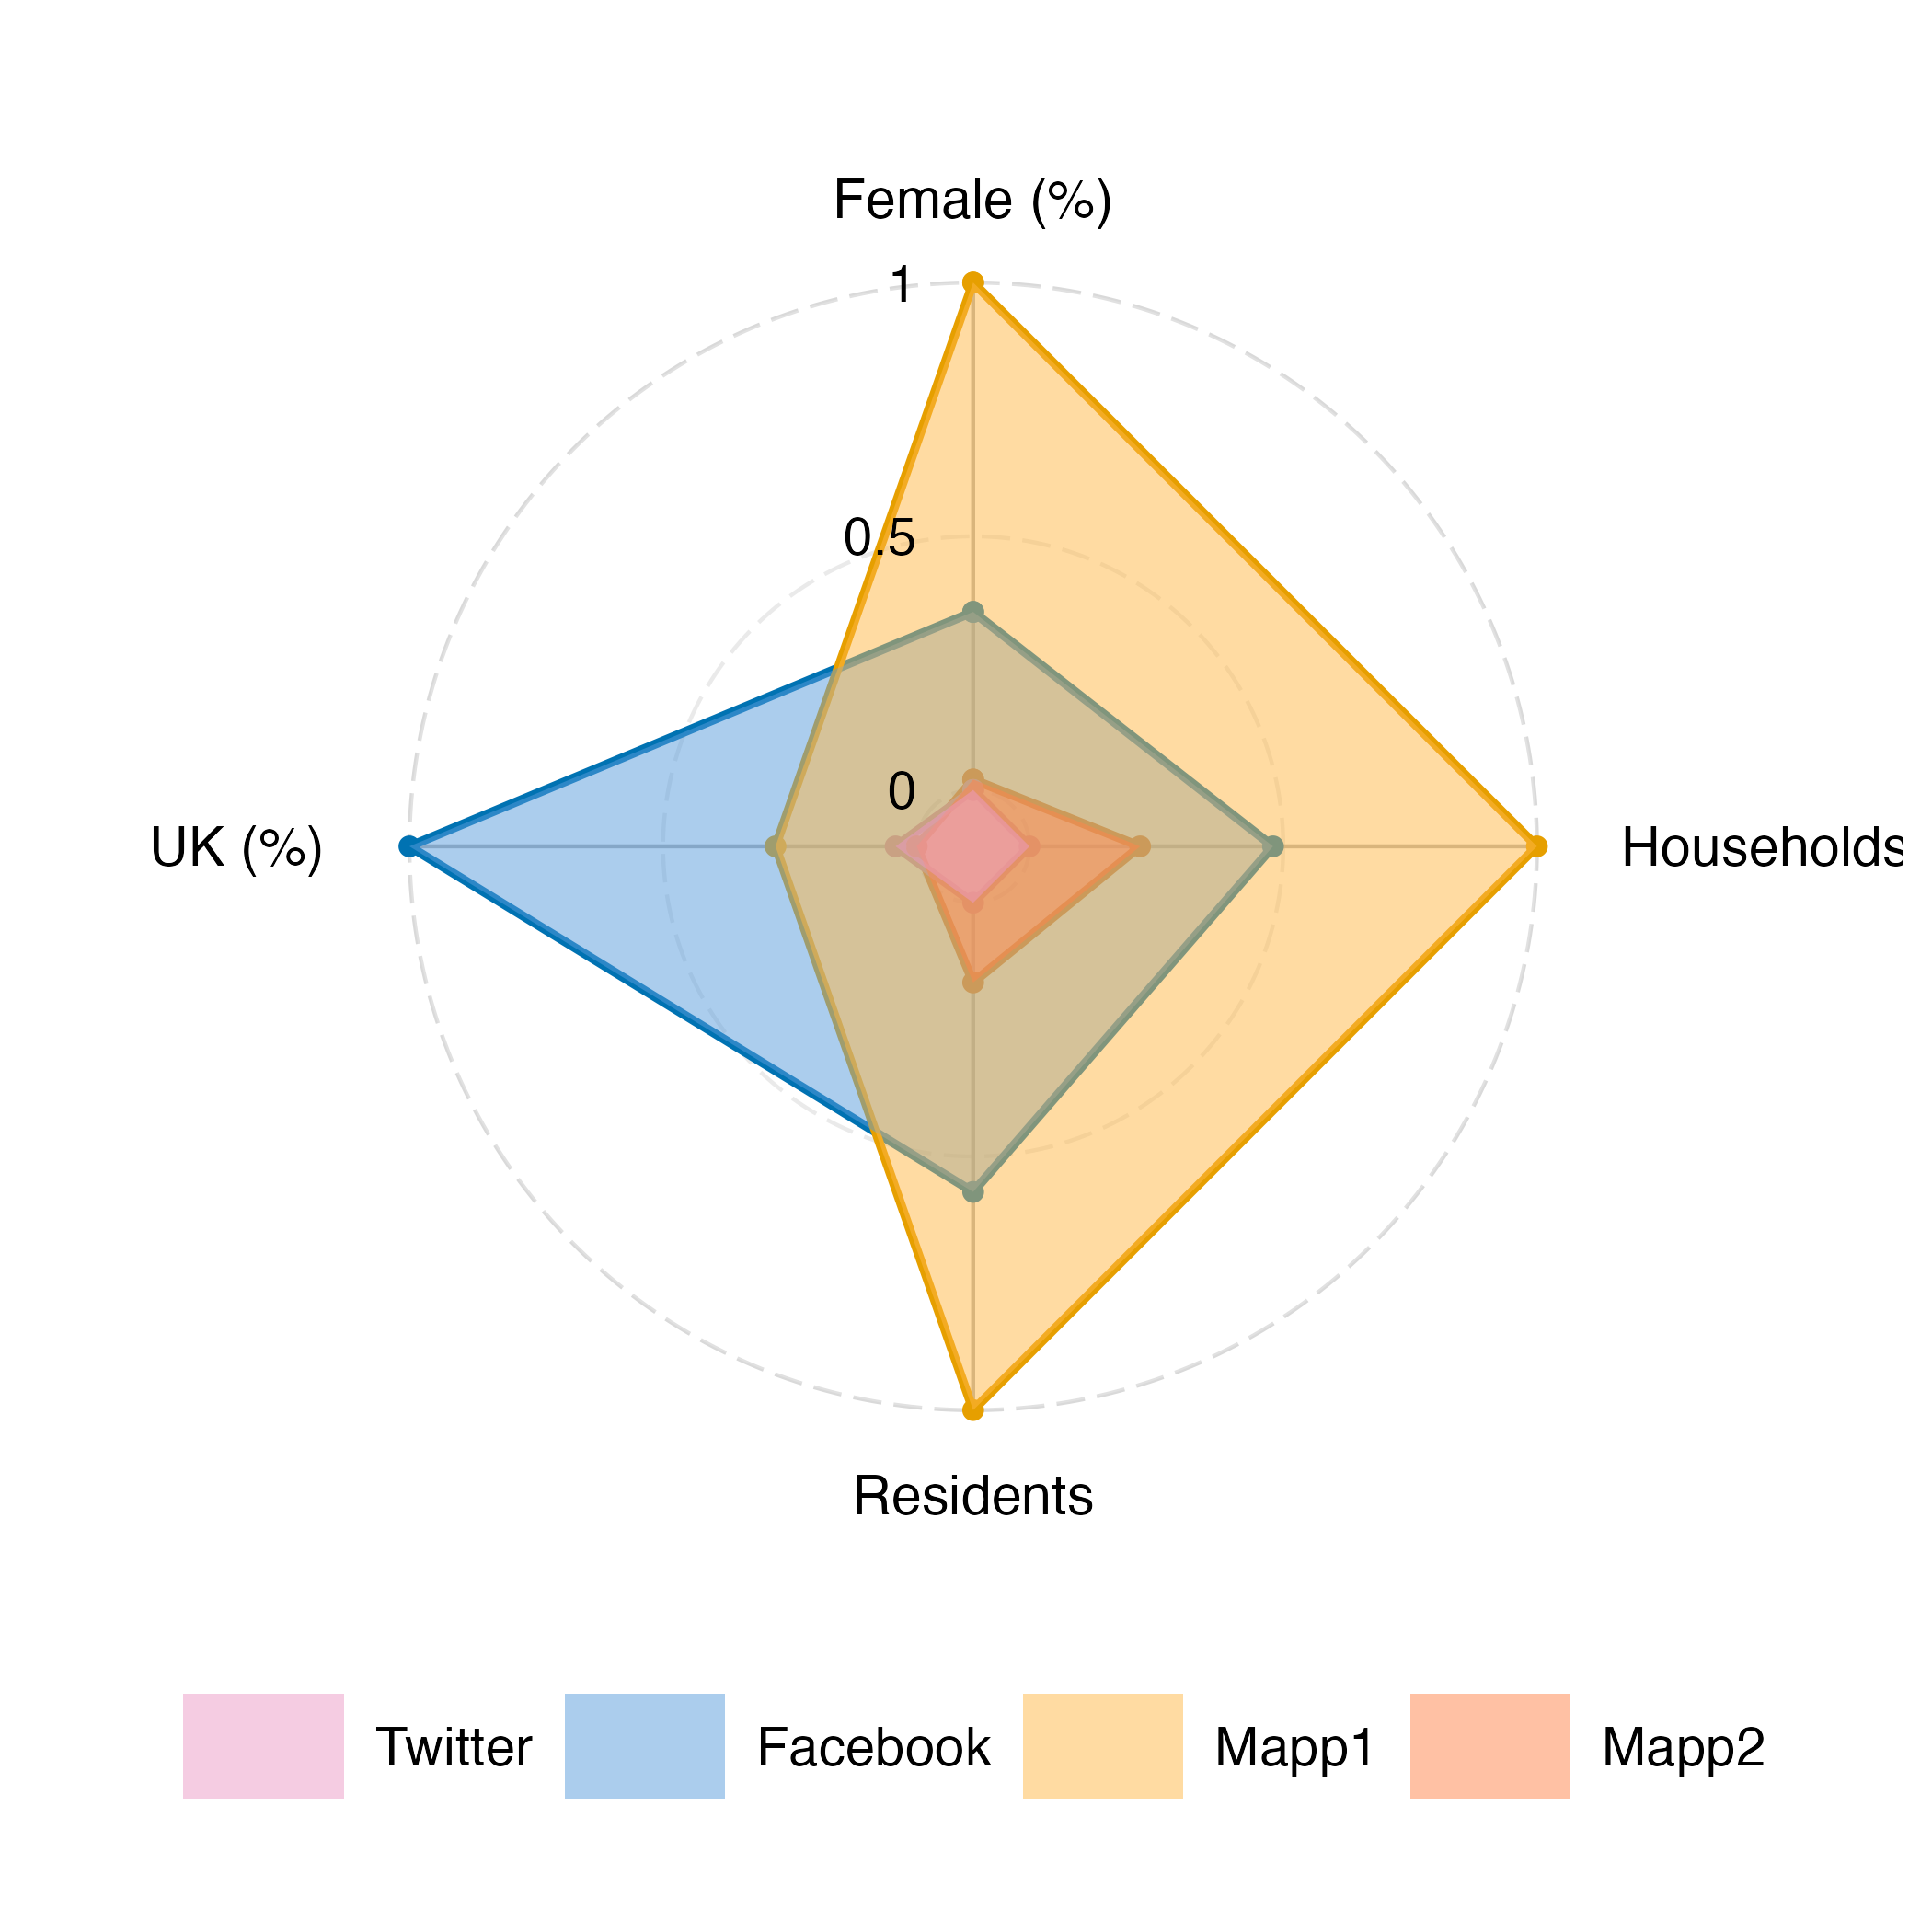 Female (%)
1
0.5
0
UK (%)
Households
Residents
Twitter
Facebook
Mapp1
Mapp2